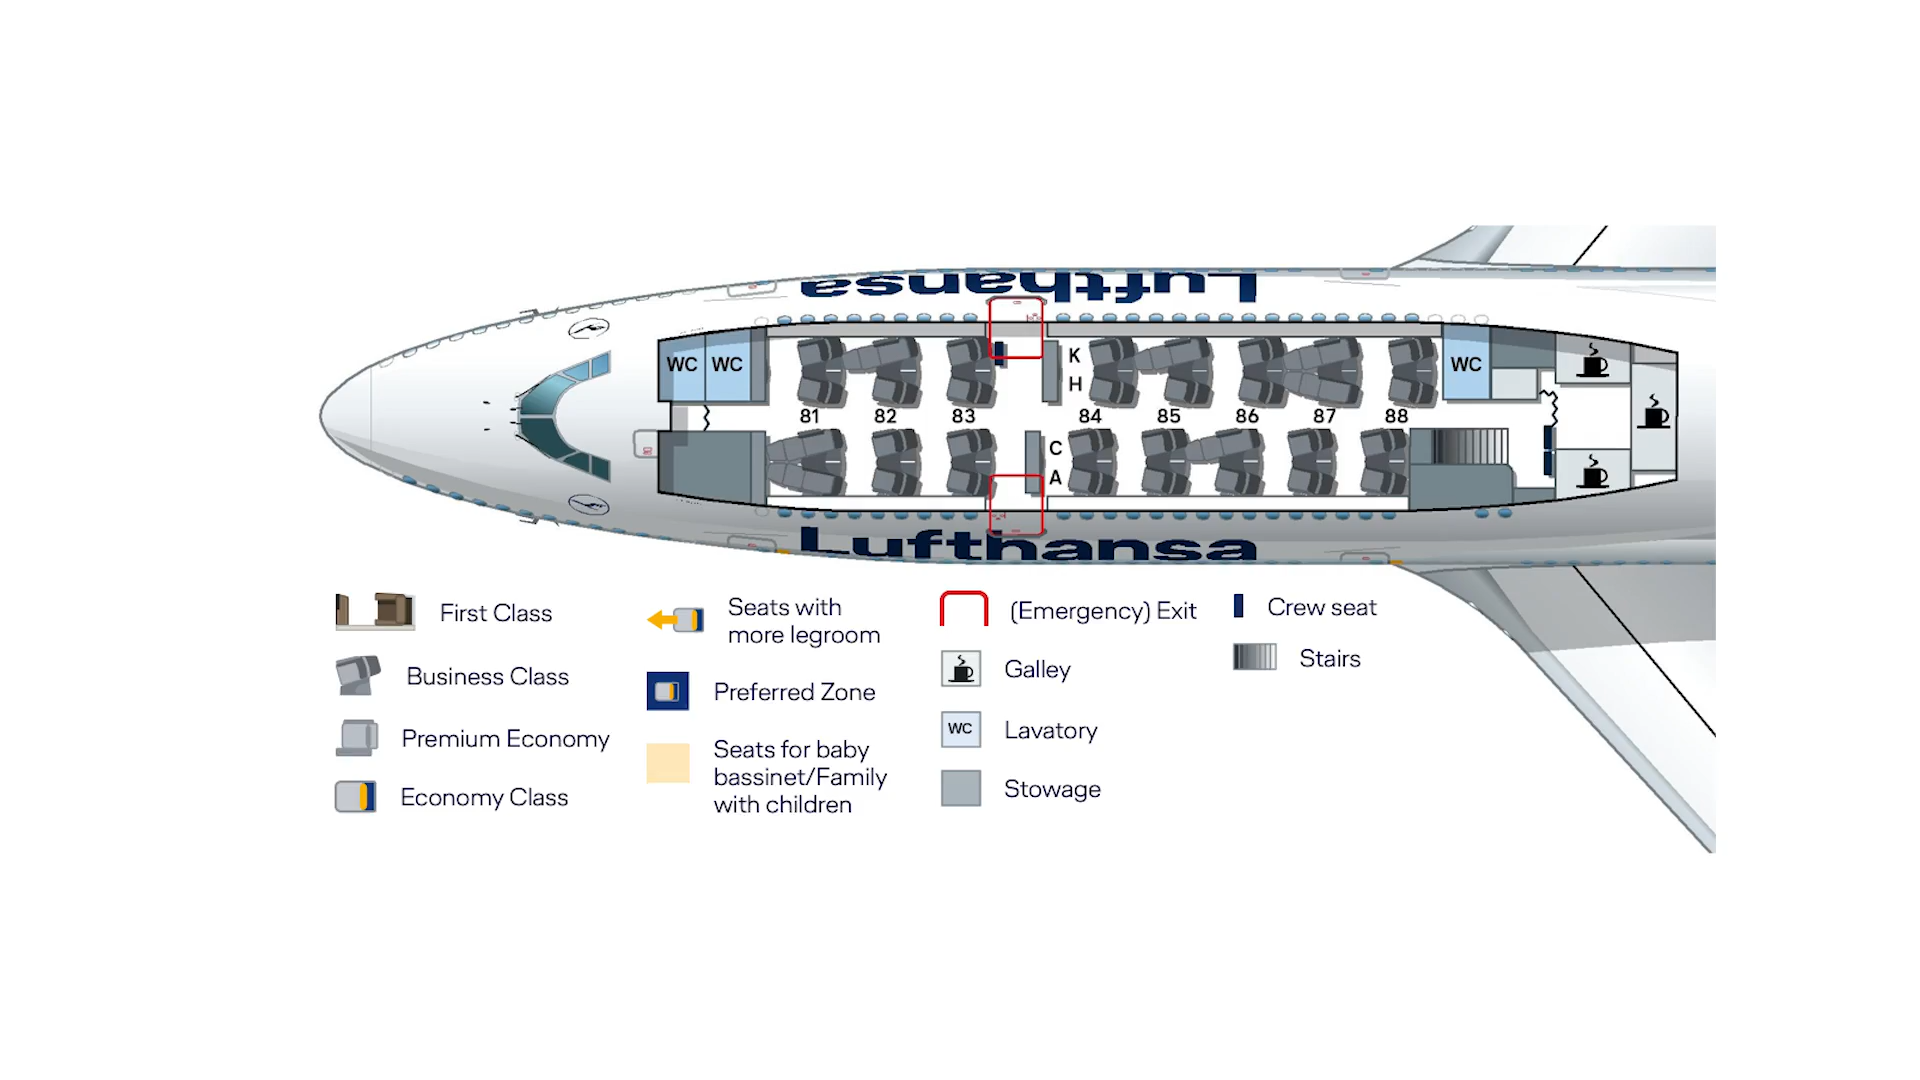 Lufthansa
WC WC
K
H
WC
81 82 83 84 85 86 87 88
C
A
Lufthansa
First Class
Business Class
Premium Economy
Economy Class
Seats with
more legroom
Preferred Zone
Seats for baby
bassinet/Family
with children
(Emergency) Exit
Galley
WC Lavatory
Stowage
Crew seat
Stairs